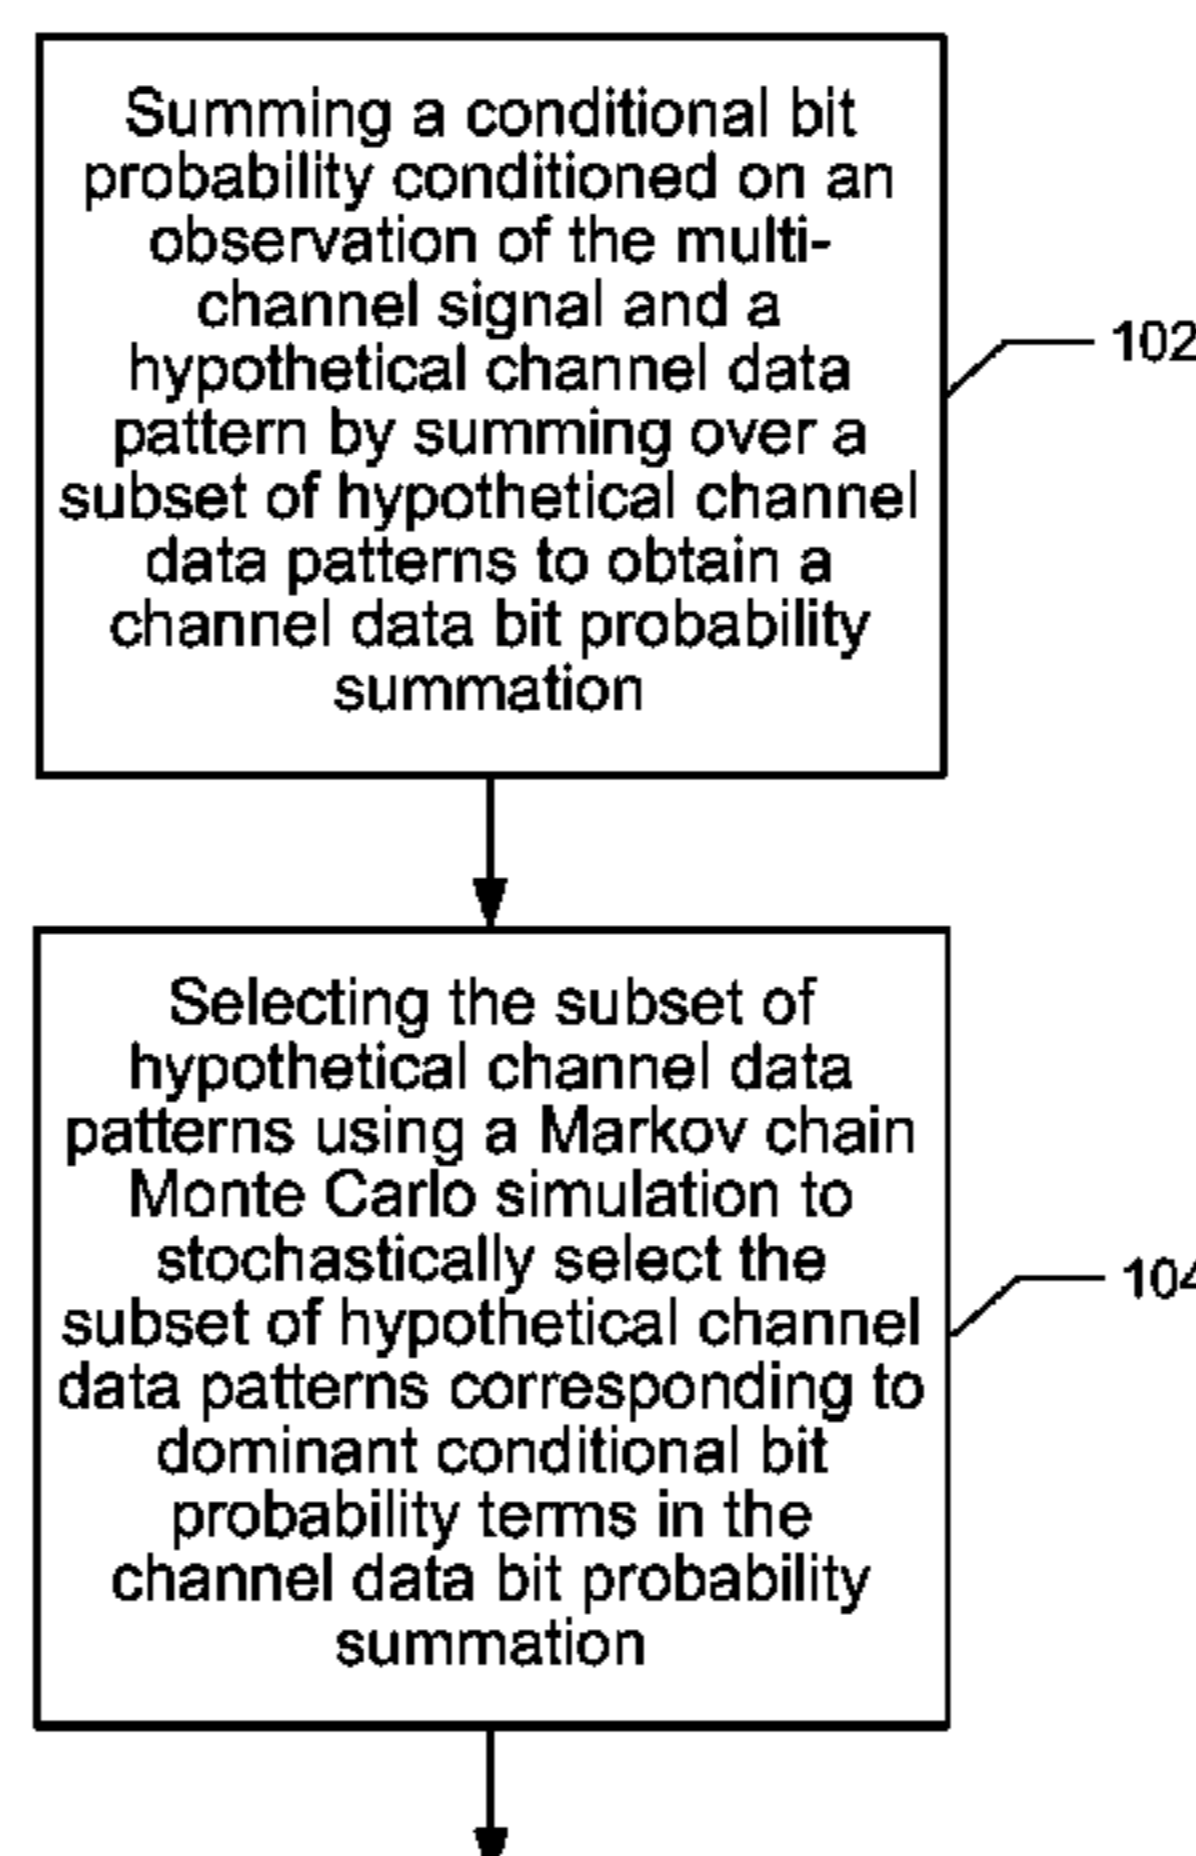 Summing a conditional bit
probability conditioned on an
observation of the multi-
channel signal and a
hypothetical channel data
pattern by summing over a
subset of hypothetical channel
data patterns to obtain a
channel data bit probability
summation
102
Selecting the subset of
hypothetical channel data
patterns using a Markov chain
Monte Carlo simulation to
stochastically select the
subset of hypothetical channel
data patterns corresponding to
dominant conditional bit
probability terms in the
channel data bit probability
summation
104